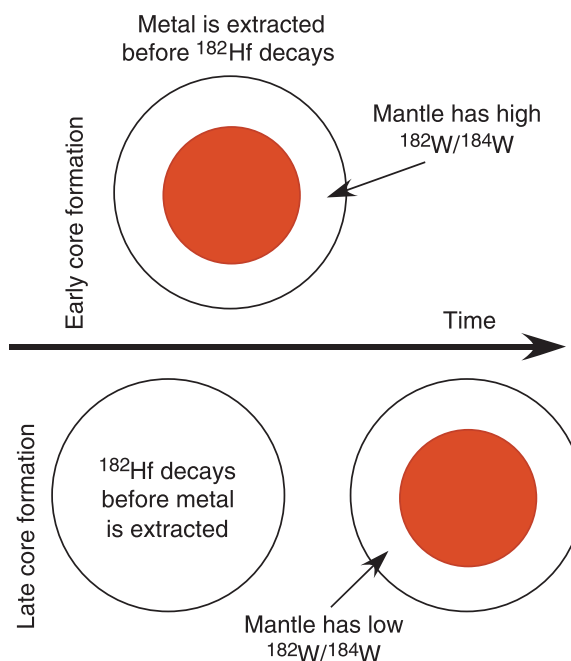 Metal is extracted
before ¹⁸²Hf decays
Early core formation
Mantle has high
¹⁸²W/¹⁸⁴W
Time
Late core formation
¹⁸²Hf decays
before metal
is extracted
Mantle has low
¹⁸²W/¹⁸⁴W